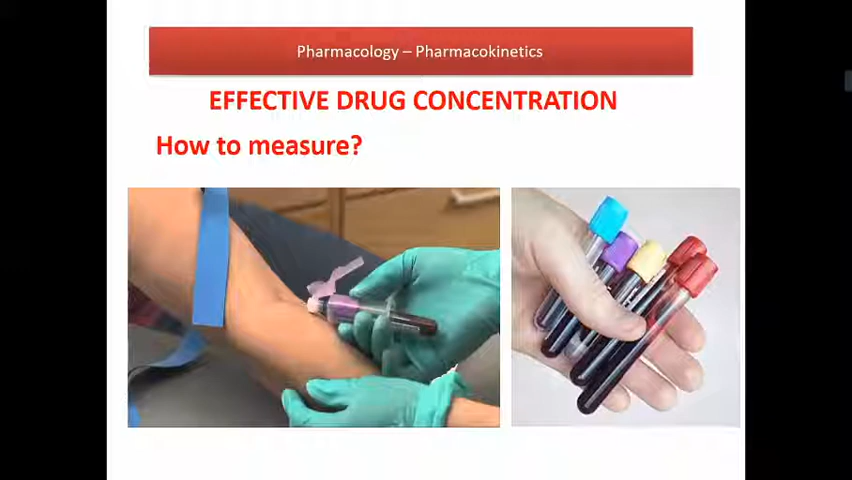 Pharmacology – Pharmacokinetics
EFFECTIVE DRUG CONCENTRATION
How to measure?